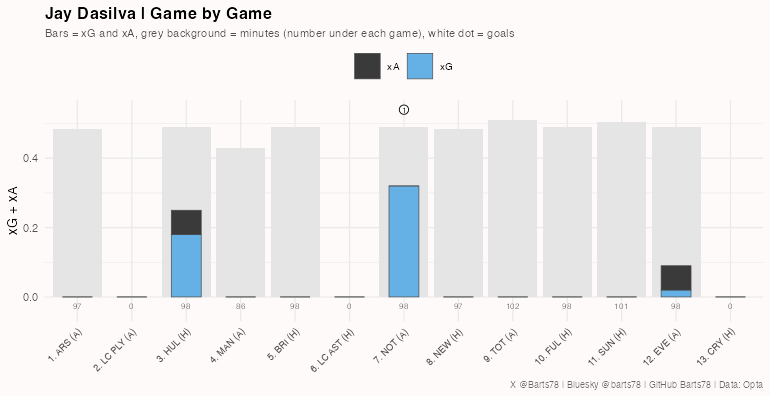 Jay Dasilva | Game by Game
Bars = xG and xA, grey background = minutes (number under each game), white dot = goals
xA xG
1
xG + xA
0.4
0.2
0.0
97 0 98 86 98 0 98 97 102 98 101 98 0
1. ARS (A)
2. LC PLY (A)
3. HUL (H)
4. MAN (A)
5. BRI (H)
6. LC AST (H)
7. NOT (A)
8. NEW (H)
9. TOT (A)
10. FUL (H)
11. SUN (H)
12. EVE (A)
13. CRY (H)
X @Barts78 | Bluesky @barts78 | GitHub Barts78 | Data: Opta